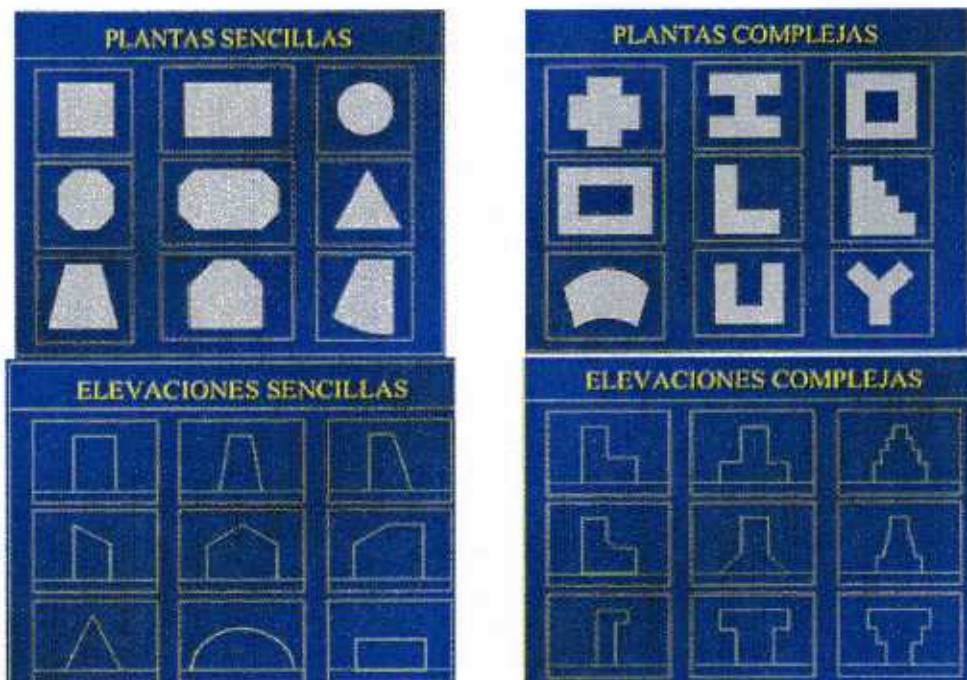 PLANTAS SENCILLAS
PLANTAS COMPLEJAS
ELEVACIONES SENCILLAS
ELEVACIONES COMPLEJAS